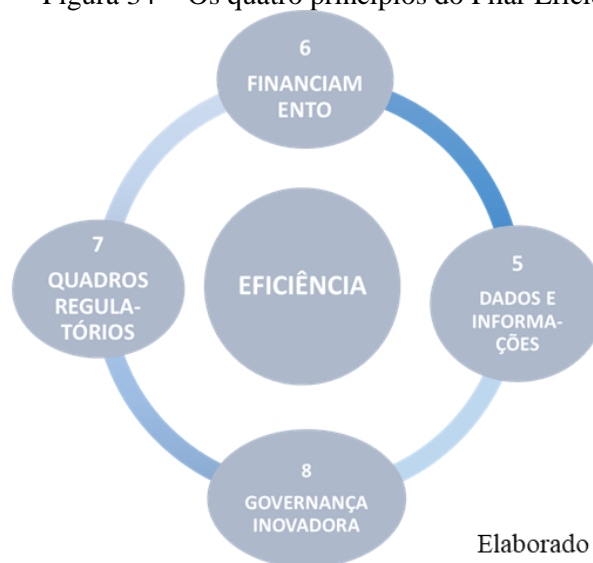 Figura 34 – Os quatro princípios do Pilar
6
FINANCIAM
ENTO
7
QUADROS
REGULA-
TÓRIOS
EFICIÊNCIA
5
DADOS E
INFORMA-
ÇÕES
8
GOVERNANÇA
INOVADORA
Elaborado